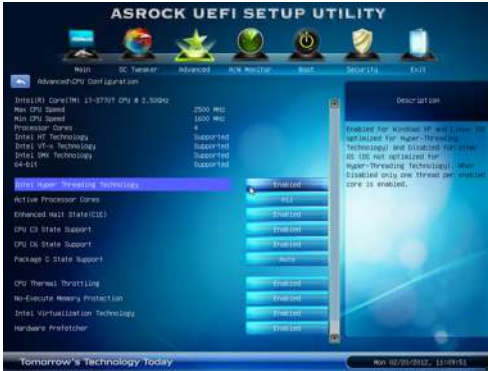 ASROCK UEFI SETUP UTILITY
Main
OC Tweaker
Advanced
H/W Monitor
Boot
Security
Exit
Advanced\CPU Configuration
Description
Intel(R) Core(TM) i7-3770T CPU @ 2.50GHz
Max CPU Speed 2500 MHz
Min CPU Speed 1600 MHz
Processor Cores 4
Intel HT Technology Supported
Intel VT-x Technology Supported
Intel SMX Technology Supported
64-bit Supported
Intel Hyper Threading Technology Enabled
Active Processor Cores All
Enhanced Halt State(C1E) Enabled
CPU C3 State Support Enabled
CPU C6 State Support Enabled
Package C State Support Auto
CPU Thermal Throttling Enabled
No-Execute Memory Protection Enabled
Intel Virtualization Technology Enabled
Hardware Prefetcher Enabled
Enabled for Windows XP and Linux (OS
optimized for Hyper-Threading
Technology) and Disabled for other
OS (OS not optimized for
Hyper-Threading Technology). When
Disabled only one thread per enabled
core is enabled.
Tomorrow's Technology Today
Mon 02/20/2012, 11:09:51